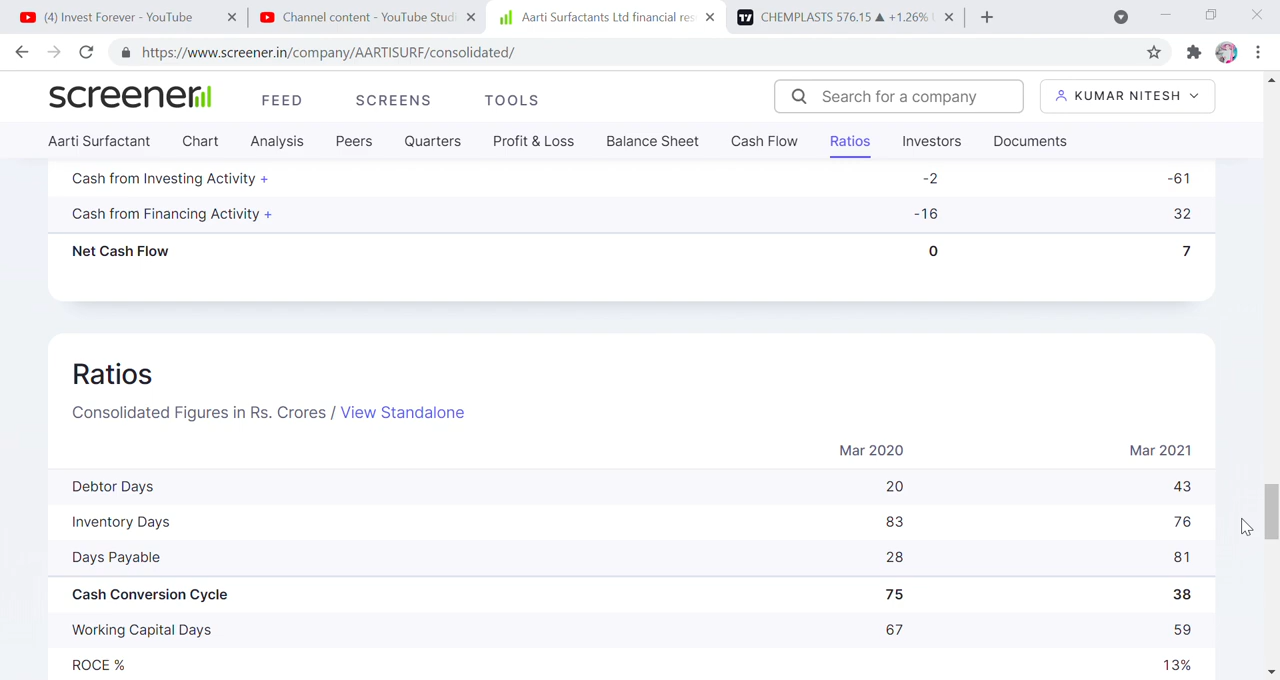 (4) Invest Forever - YouTube
Channel content - YouTube Studi
Aarti Surfactants Ltd financial res
CHEMPLASTS 576.15 ▲ +1.26%
https://www.screener.in/company/AARTISURF/consolidated/
screener
FEED SCREENS TOOLS
Search for a company
KUMAR NITESH
Aarti Surfactant Chart Analysis Peers Quarters Profit & Loss Balance Sheet Cash Flow Ratios Investors Documents
Cash from Investing Activity + -2 -61
Cash from Financing Activity + -16 32
Net Cash Flow 0 7
Ratios
Consolidated Figures in Rs. Crores / View Standalone
Mar 2020 Mar 2021
Debtor Days 20 43
Inventory Days 83 76
Days Payable 28 81
Cash Conversion Cycle 75 38
Working Capital Days 67 59
ROCE % 13%